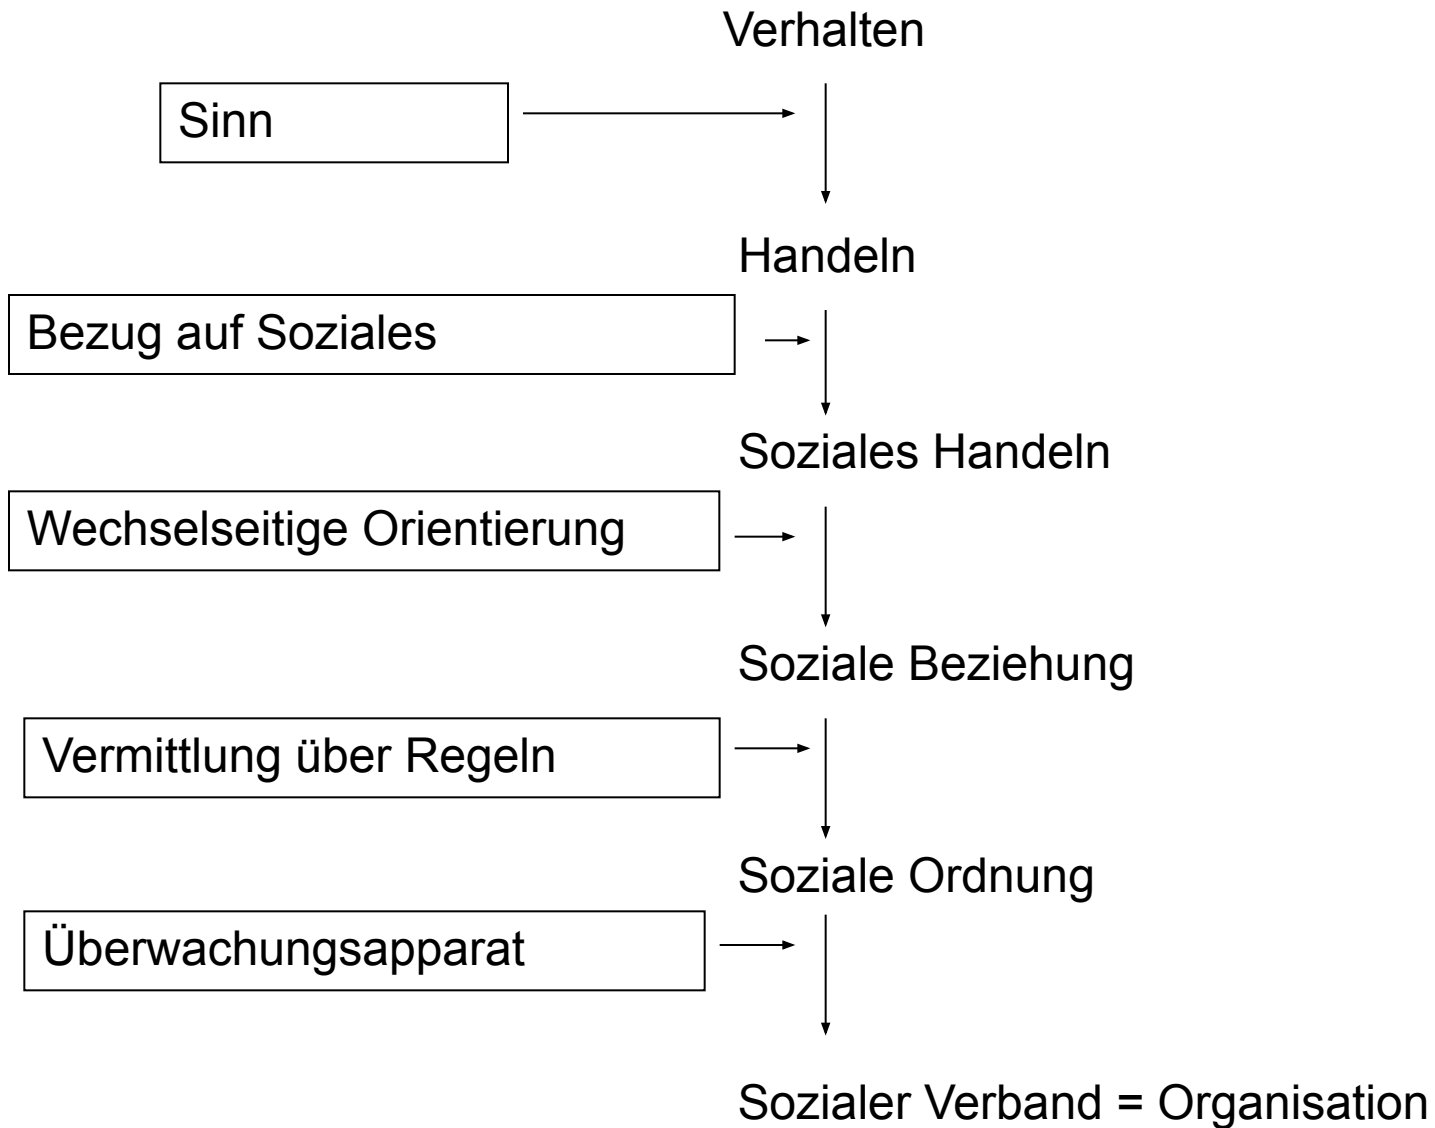 Verhalten
Sinn
Handeln
Bezug auf Soziales
Soziales Handeln
Wechselseitige Orientierung
Soziale Beziehung
Vermittlung über Regeln
Soziale Ordnung
Überwachungsapparat
Sozialer Verband = Organisation